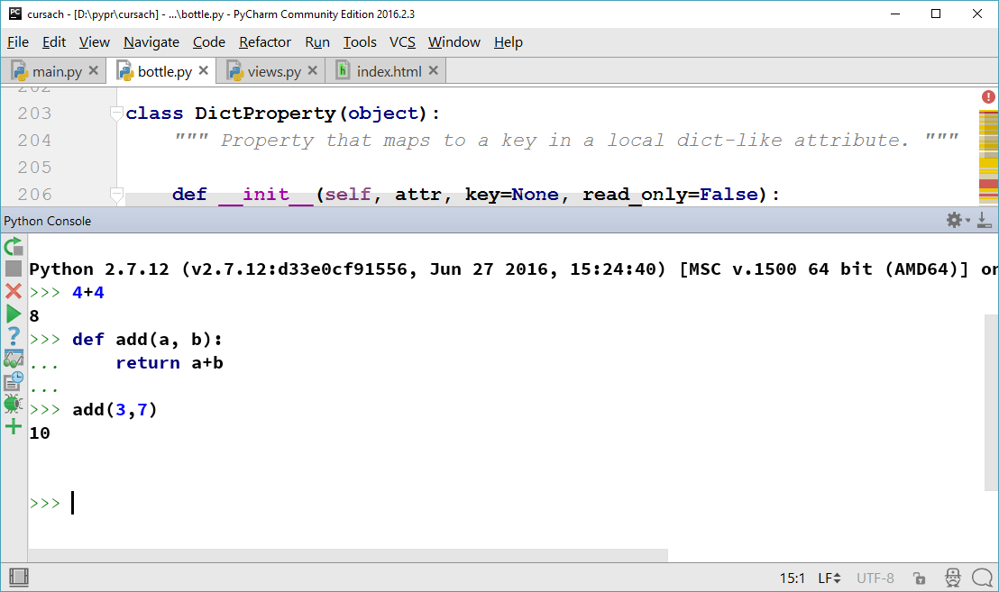 PC cursach - [D:\pypr\cursach] - ...\bottle.py - PyCharm Community Edition 2016.2.3
File Edit View Navigate Code Refactor Run Tools VCS Window Help
main.py bottle.py views.py h index.html
202
203 class DictProperty(object):
204 """ Property that maps to a key in a local dict-like attribute. """
205
206 def __init__(self, attr, key=None, read_only=False):
Python Console
Python 2.7.12 (v2.7.12:d33e0cf91556, Jun 27 2016, 15:24:40) [MSC v.1500 64 bit (AMD64)] on
>>> 4+4
8
>>> def add(a, b):
... return a+b
...
>>> add(3,7)
10
>>>
15:1 LF UTF-8